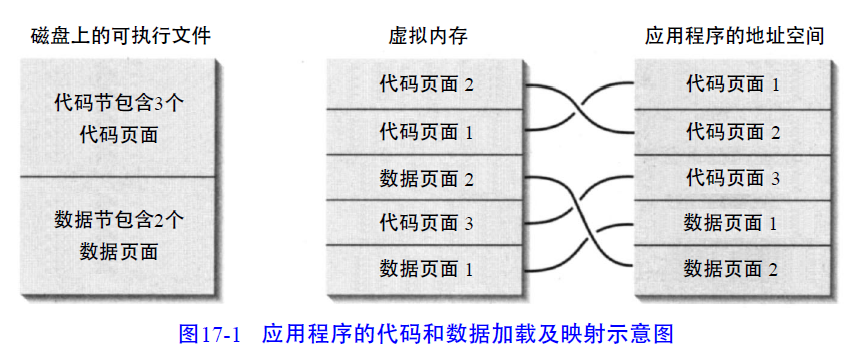 磁盘上的可执行文件
代码节包含3个
代码页面
数据节包含2个
数据页面
虚拟内存
代码页面 2
代码页面 1
数据页面 2
代码页面 3
数据页面 1
应用程序的地址空间
代码页面 1
代码页面 2
代码页面 3
数据页面 1
数据页面 2
图17-1 应用程序的代码和数据加载及映射示意图